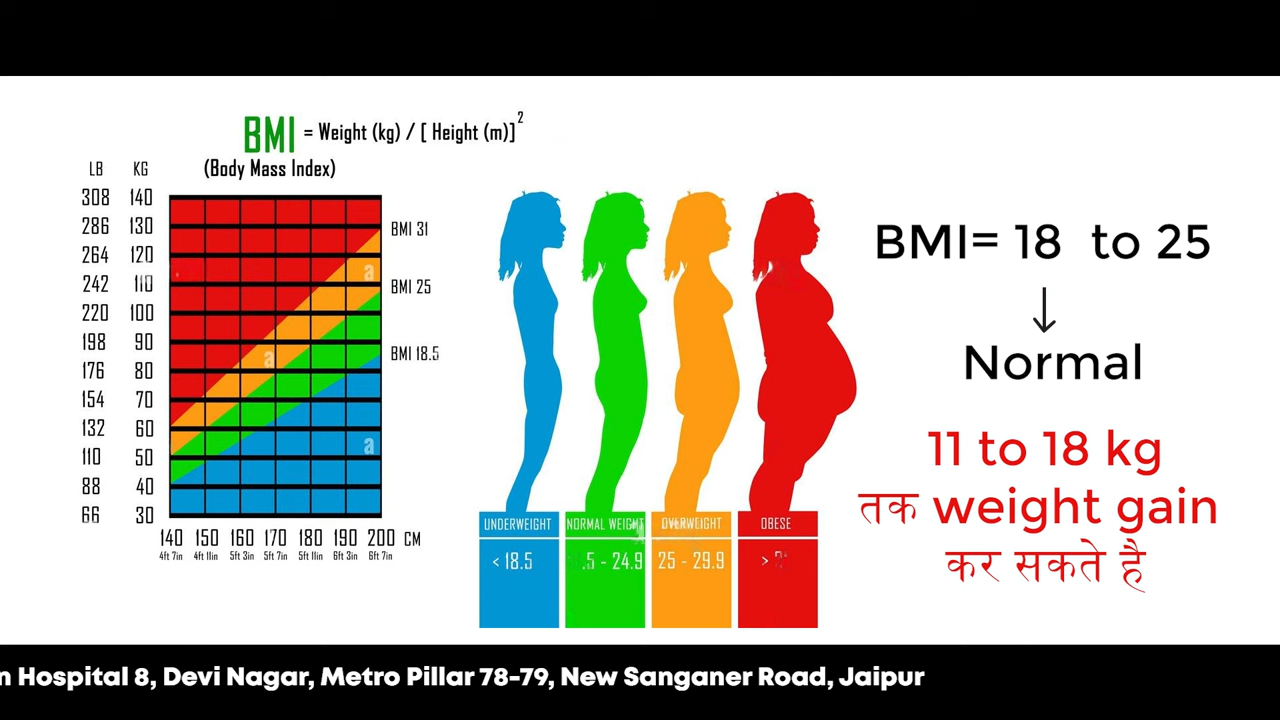 BMI = Weight (kg) / [ Height (m)]²
(Body Mass Index)
LB KG
308 140
286 130
264 120
242 110
220 100
198 90
176 80
154 70
132 60
110 50
88 40
66 30
BMI 31
BMI 25
BMI 18.5
140 150 160 170 180 190 200 CM
4ft 7in 4ft 11in 5ft 3in 5ft 7in 5ft 11in 6ft 3in 6ft 7in
UNDERWEIGHT NORMAL WEIGHT OVERWEIGHT OBESE
< 18.5 .5 - 24.9 25 - 29.9 >
BMI= 18 to 25
↓
Normal
11 to 18 kg
तक weight gain
कर सकते है
n Hospital 8, Devi Nagar, Metro Pillar 78-79, New Sanganer Road, Jaipur